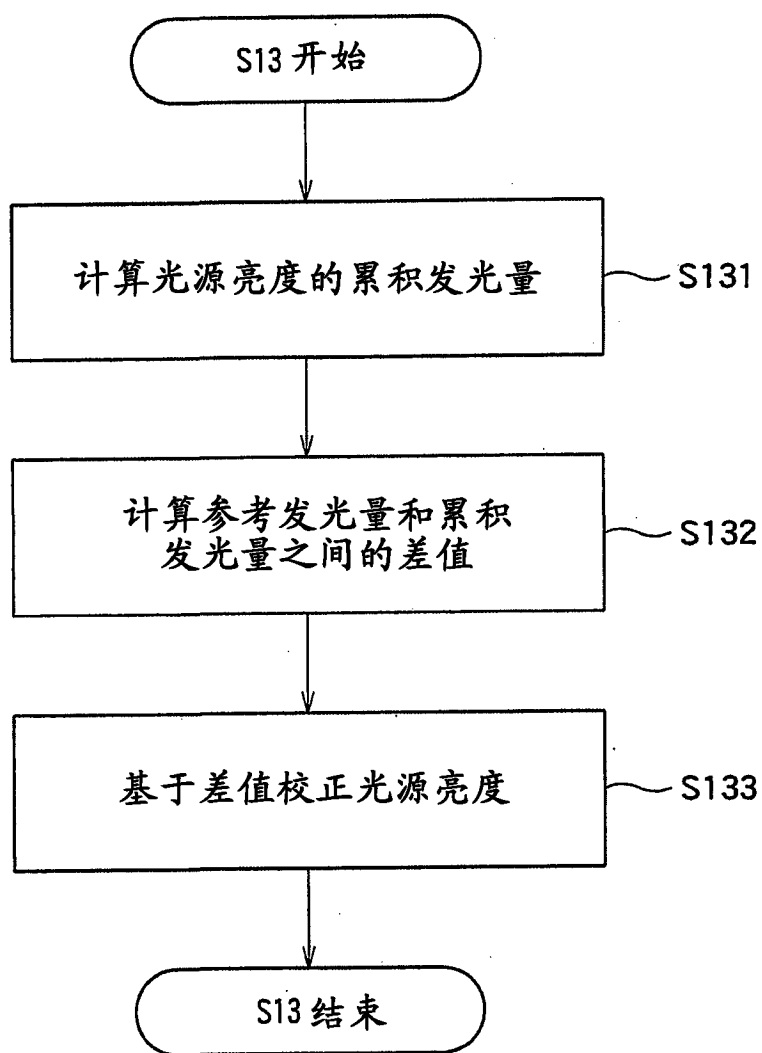 S13 开始
计算光源亮度的累积发光量
S131
计算参考发光量和累积
发光量之间的差值
S132
基于差值校正光源亮度
S133
S13 结束